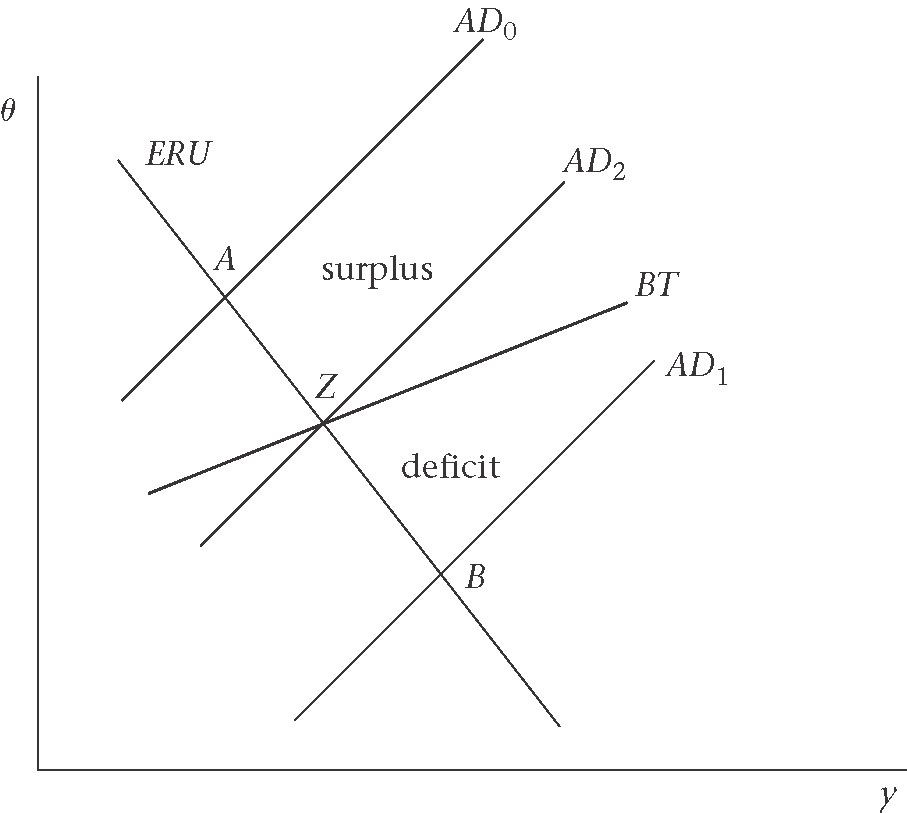 AD₀
θ
ERU
AD₂
A
surplus
BT
AD₁
Z
deficit
B
y